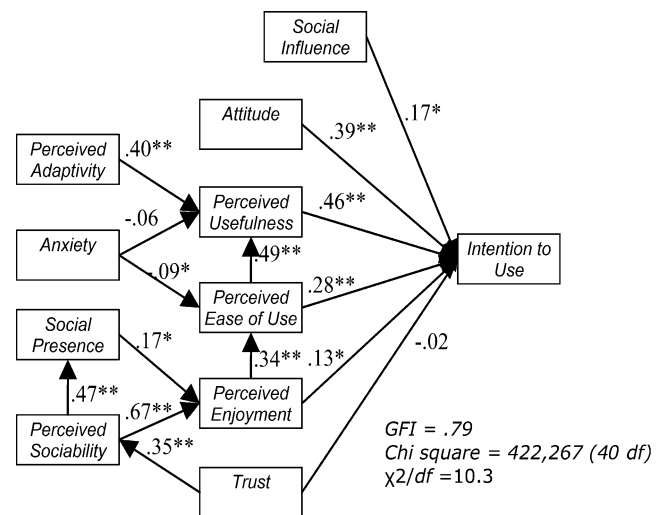 Social
Influence
.17*
Attitude
.39**
Perceived
Adaptivity
.40**
Perceived
Usefulness
.46**
-.06
Anxiety
Intention to
Use
.49**
-.09*
Perceived
Ease of Use
.28**
Social
Presence
.17*
.34**
.13*
-.02
Perceived
Enjoyment
.47**
.67**
Perceived
Sociability
.35**
Trust
GFI = .79
Chi square = 422,267 (40 df)
χ2/df =10.3